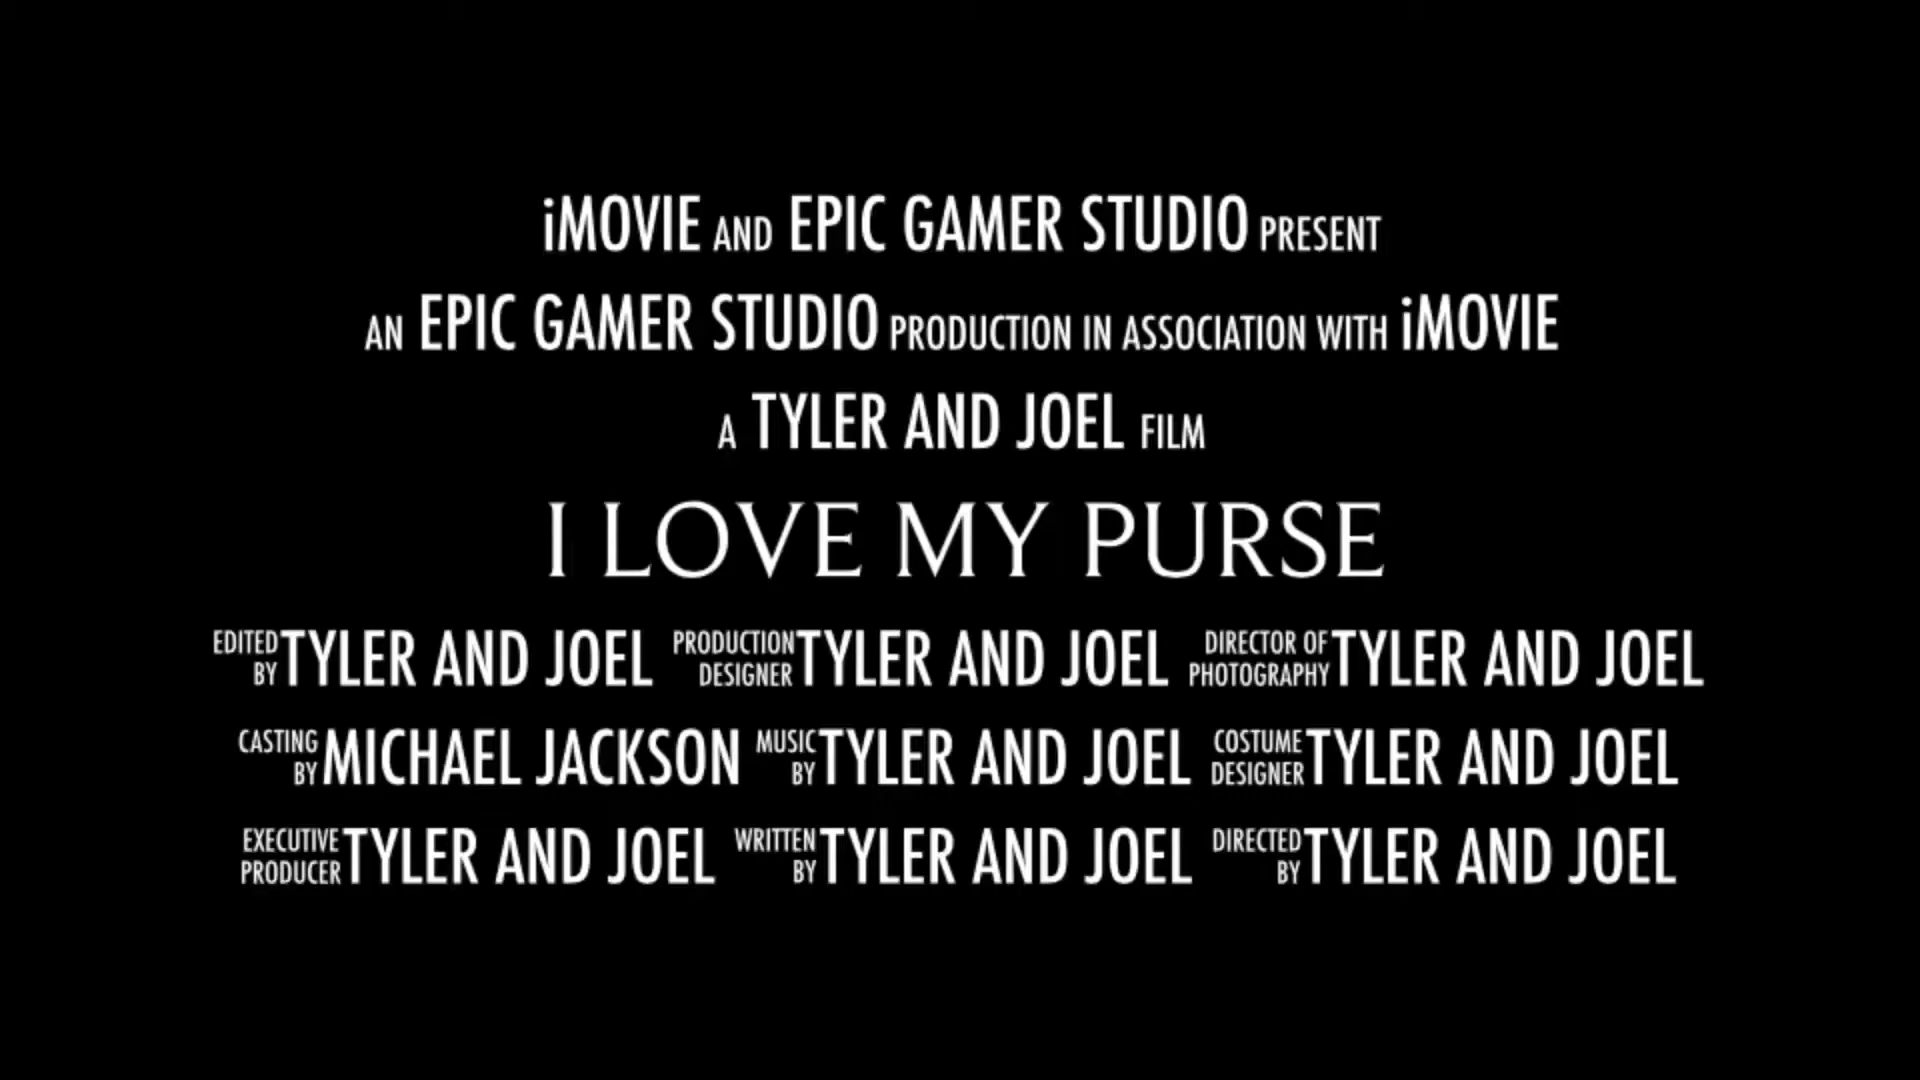 iMOVIE AND EPIC GAMER STUDIO PRESENT
AN EPIC GAMER STUDIO PRODUCTION IN ASSOCIATION WITH iMOVIE
A TYLER AND JOEL FILM
I LOVE MY PURSE
EDITED BY TYLER AND JOEL PRODUCTION DESIGNER TYLER AND JOEL DIRECTOR OF PHOTOGRAPHY TYLER AND JOEL
CASTING BY MICHAEL JACKSON MUSIC BY TYLER AND JOEL COSTUME DESIGNER TYLER AND JOEL
EXECUTIVE PRODUCER TYLER AND JOEL WRITTEN BY TYLER AND JOEL DIRECTED BY TYLER AND JOEL